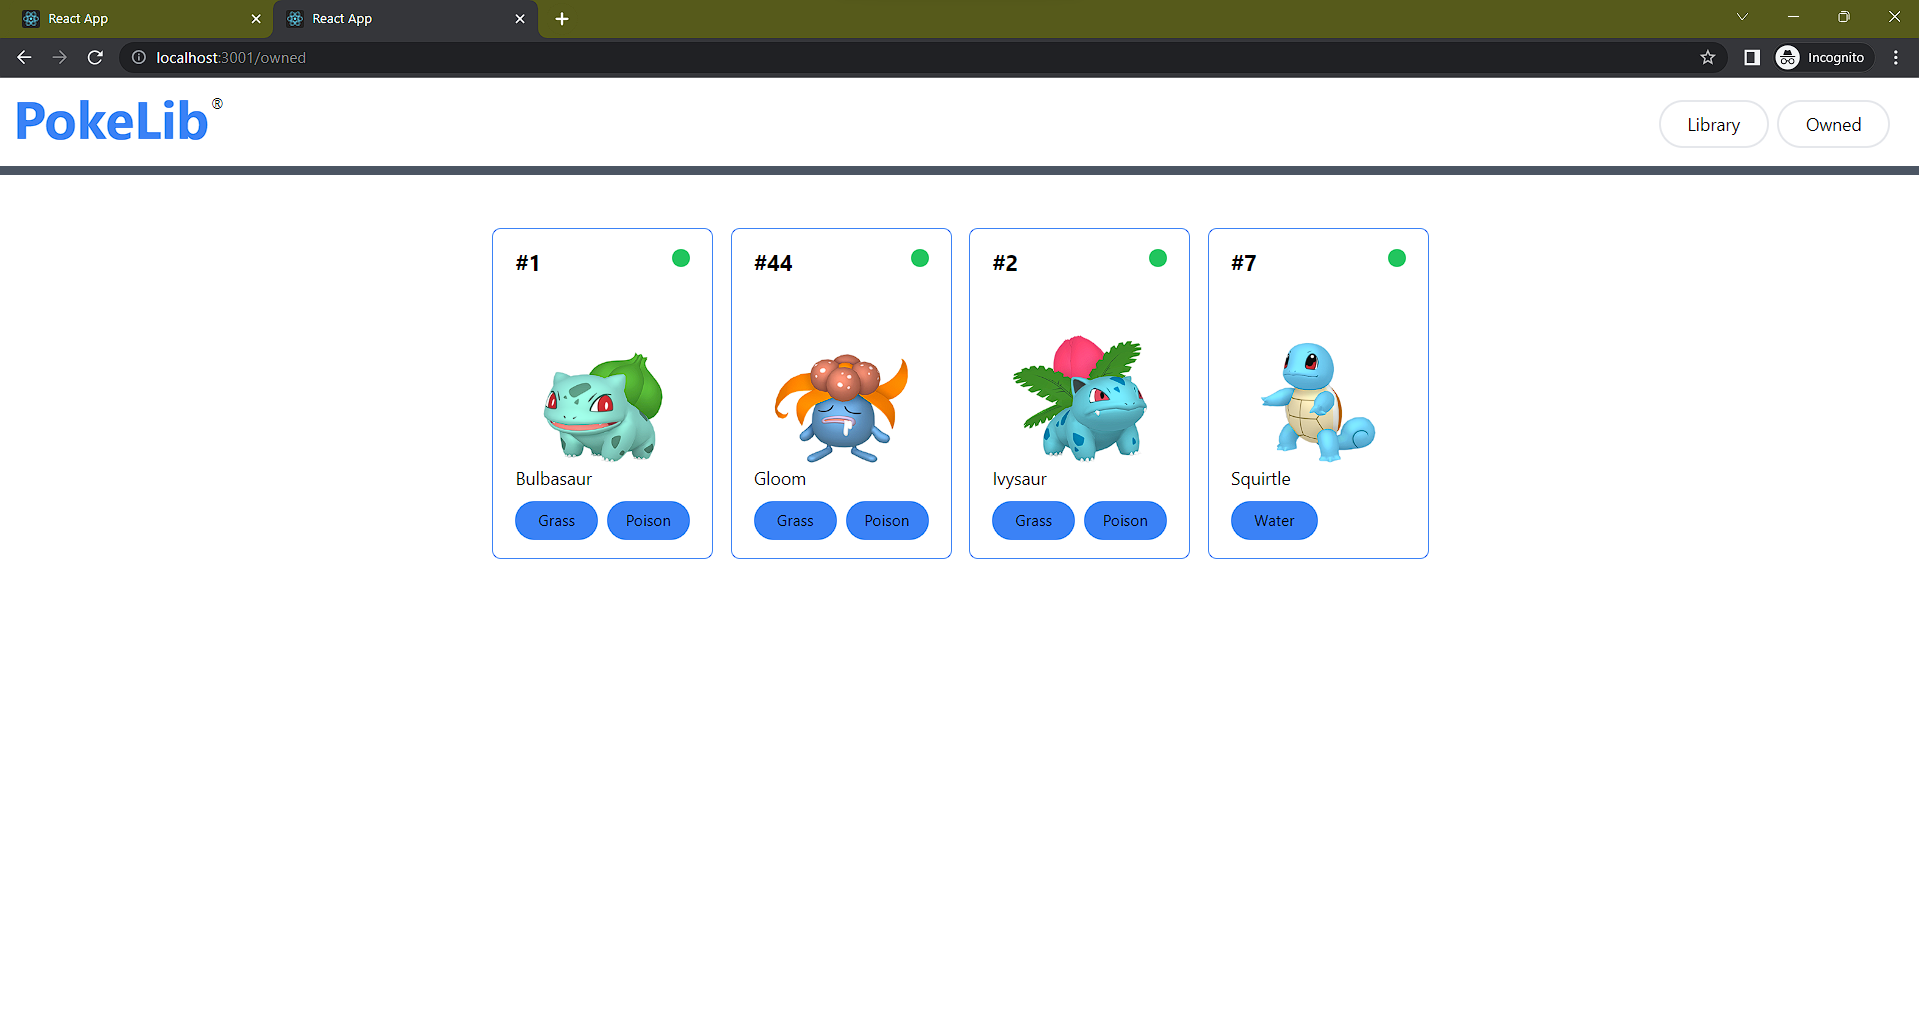 React App
React App
localhost:3001/owned
Incognito
PokeLib®
Library
Owned
#1
Bulbasaur
Grass Poison
#44
Gloom
Grass Poison
#2
Ivysaur
Grass Poison
#7
Squirtle
Water